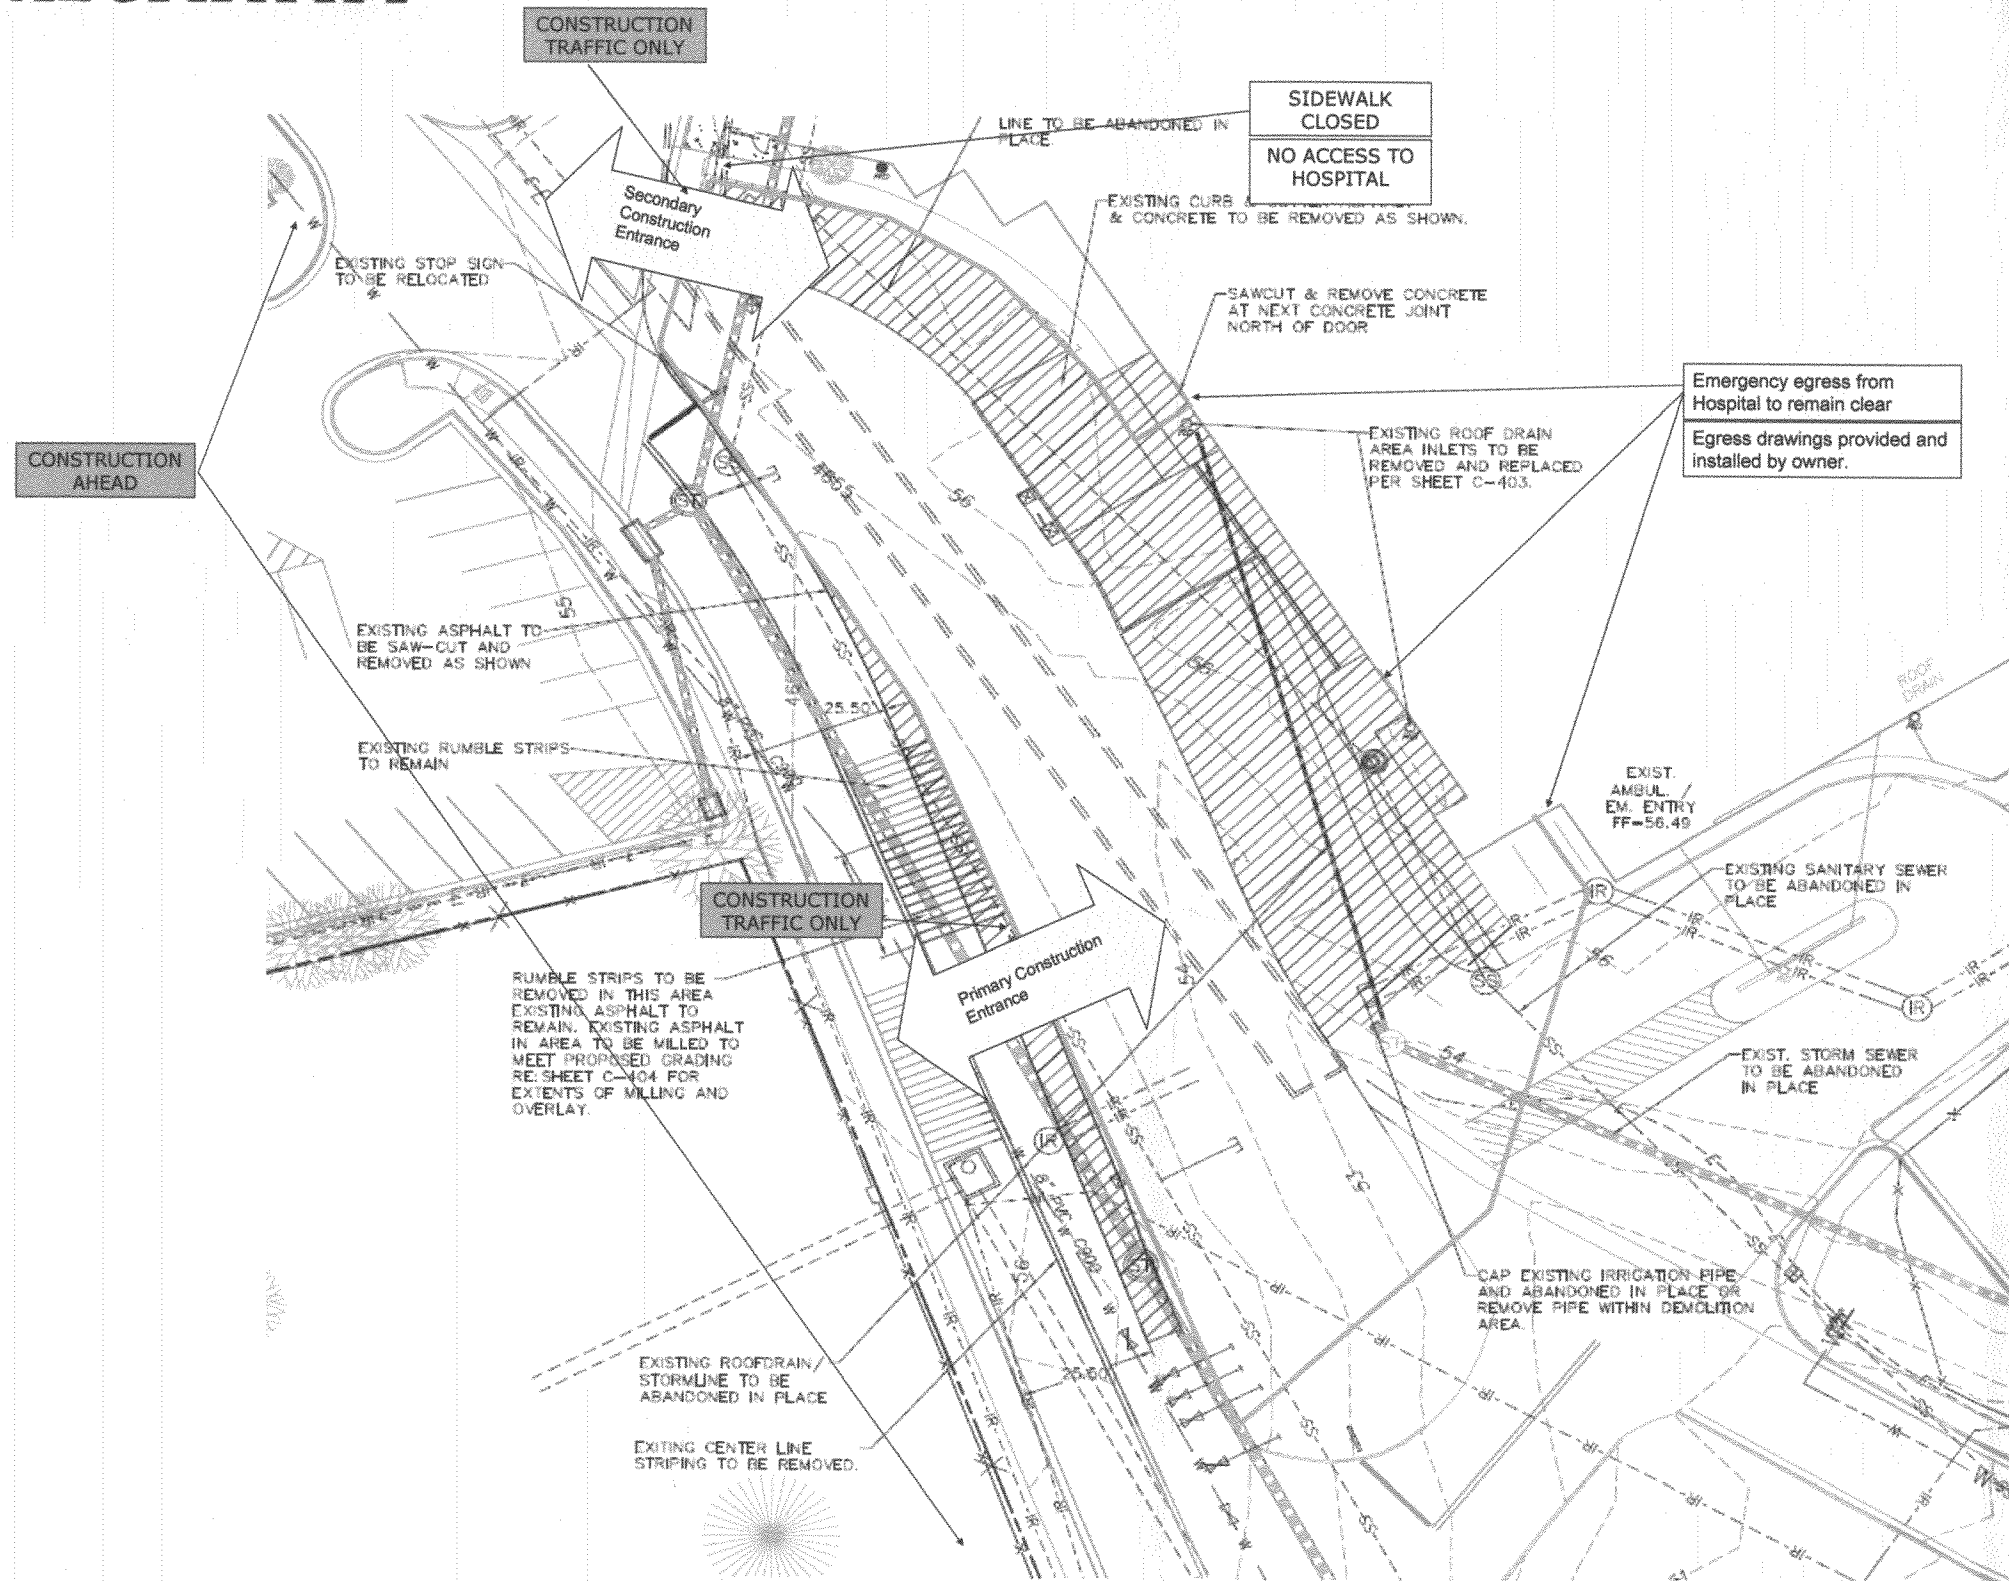 CONSTRUCTION
TRAFFIC ONLY
SIDEWALK
CLOSED
NO ACCESS TO
HOSPITAL
LINE TO BE ABANDONED IN
PLACE.
Secondary
Construction
Entrance
EXISTING CURB &
& CONCRETE TO BE REMOVED AS SHOWN.
EXISTING STOP SIGN
TO BE RELOCATED
SAWCUT & REMOVE CONCRETE
AT NEXT CONCRETE JOINT
NORTH OF DOOR
Emergency egress from
Hospital to remain clear
Egress drawings provided and
installed by owner.
CONSTRUCTION
AHEAD
EXISTING ROOF DRAIN
AREA INLETS TO BE
REMOVED AND REPLACED
PER SHEET C-403.
EXISTING ASPHALT TO
BE SAW-CUT AND
REMOVED AS SHOWN
25.50'
ROOF
DRAIN
EXISTING RUMBLE STRIPS
TO REMAIN
EXIST.
AMBUL. /
EM. ENTRY
FF=56.49
EXISTING SANITARY SEWER
TO BE ABANDONED IN
PLACE
CONSTRUCTION
TRAFFIC ONLY
Primary Construction
Entrance
RUMBLE STRIPS TO BE
REMOVED IN THIS AREA
EXISTING ASPHALT TO
REMAIN. EXISTING ASPHALT
IN AREA TO BE MILLED TO
MEET PROPOSED GRADING
RE: SHEET C-404 FOR
EXTENTS OF MILLING AND
OVERLAY.
EXIST. STORM SEWER
TO BE ABANDONED
IN PLACE
6" PVC W C900
CAP EXISTING IRRIGATION PIPE
AND ABANDONED IN PLACE OR
REMOVE PIPE WITHIN DEMOLITION
AREA.
EXISTING ROOFDRAIN/
STORMLINE TO BE
ABANDONED IN PLACE
EXITING CENTER LINE
STRIPING TO BE REMOVED.